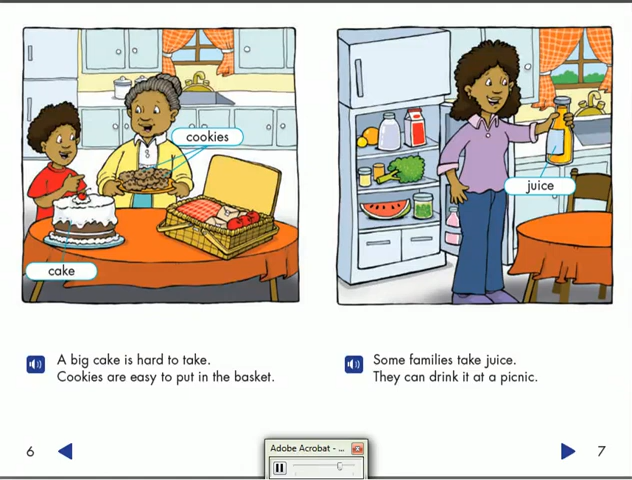 cookies
cake
A big cake is hard to take.
Cookies are easy to put in the basket.
6
juice
Some families take juice.
They can drink it at a picnic.
7
Adobe Acrobat - ...